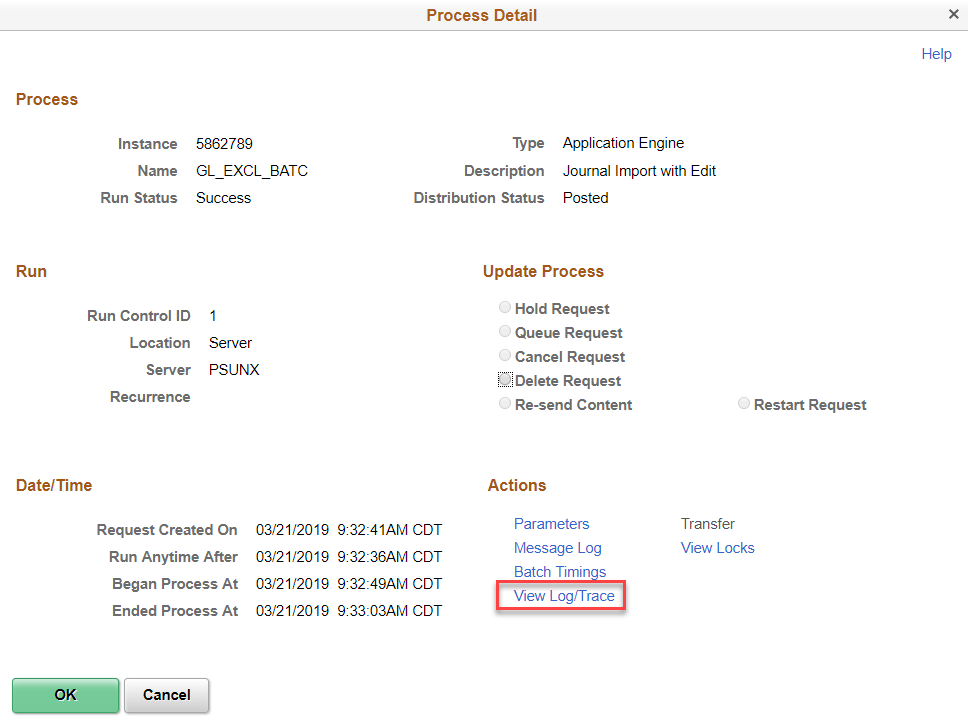 Process Detail
×
Help
Process
Instance 5862789 Type Application Engine
Name GL_EXCL_BATC Description Journal Import with Edit
Run Status Success Distribution Status Posted
Run
Run Control ID 1
Location Server
Server PSUNX
Recurrence
Update Process
Hold Request
Queue Request
Cancel Request
Delete Request
Re-send Content Restart Request
Date/Time
Request Created On 03/21/2019 9:32:41AM CDT
Run Anytime After 03/21/2019 9:32:36AM CDT
Began Process At 03/21/2019 9:32:49AM CDT
Ended Process At 03/21/2019 9:33:03AM CDT
Actions
Parameters Transfer
Message Log View Locks
Batch Timings
View Log/Trace
OK Cancel